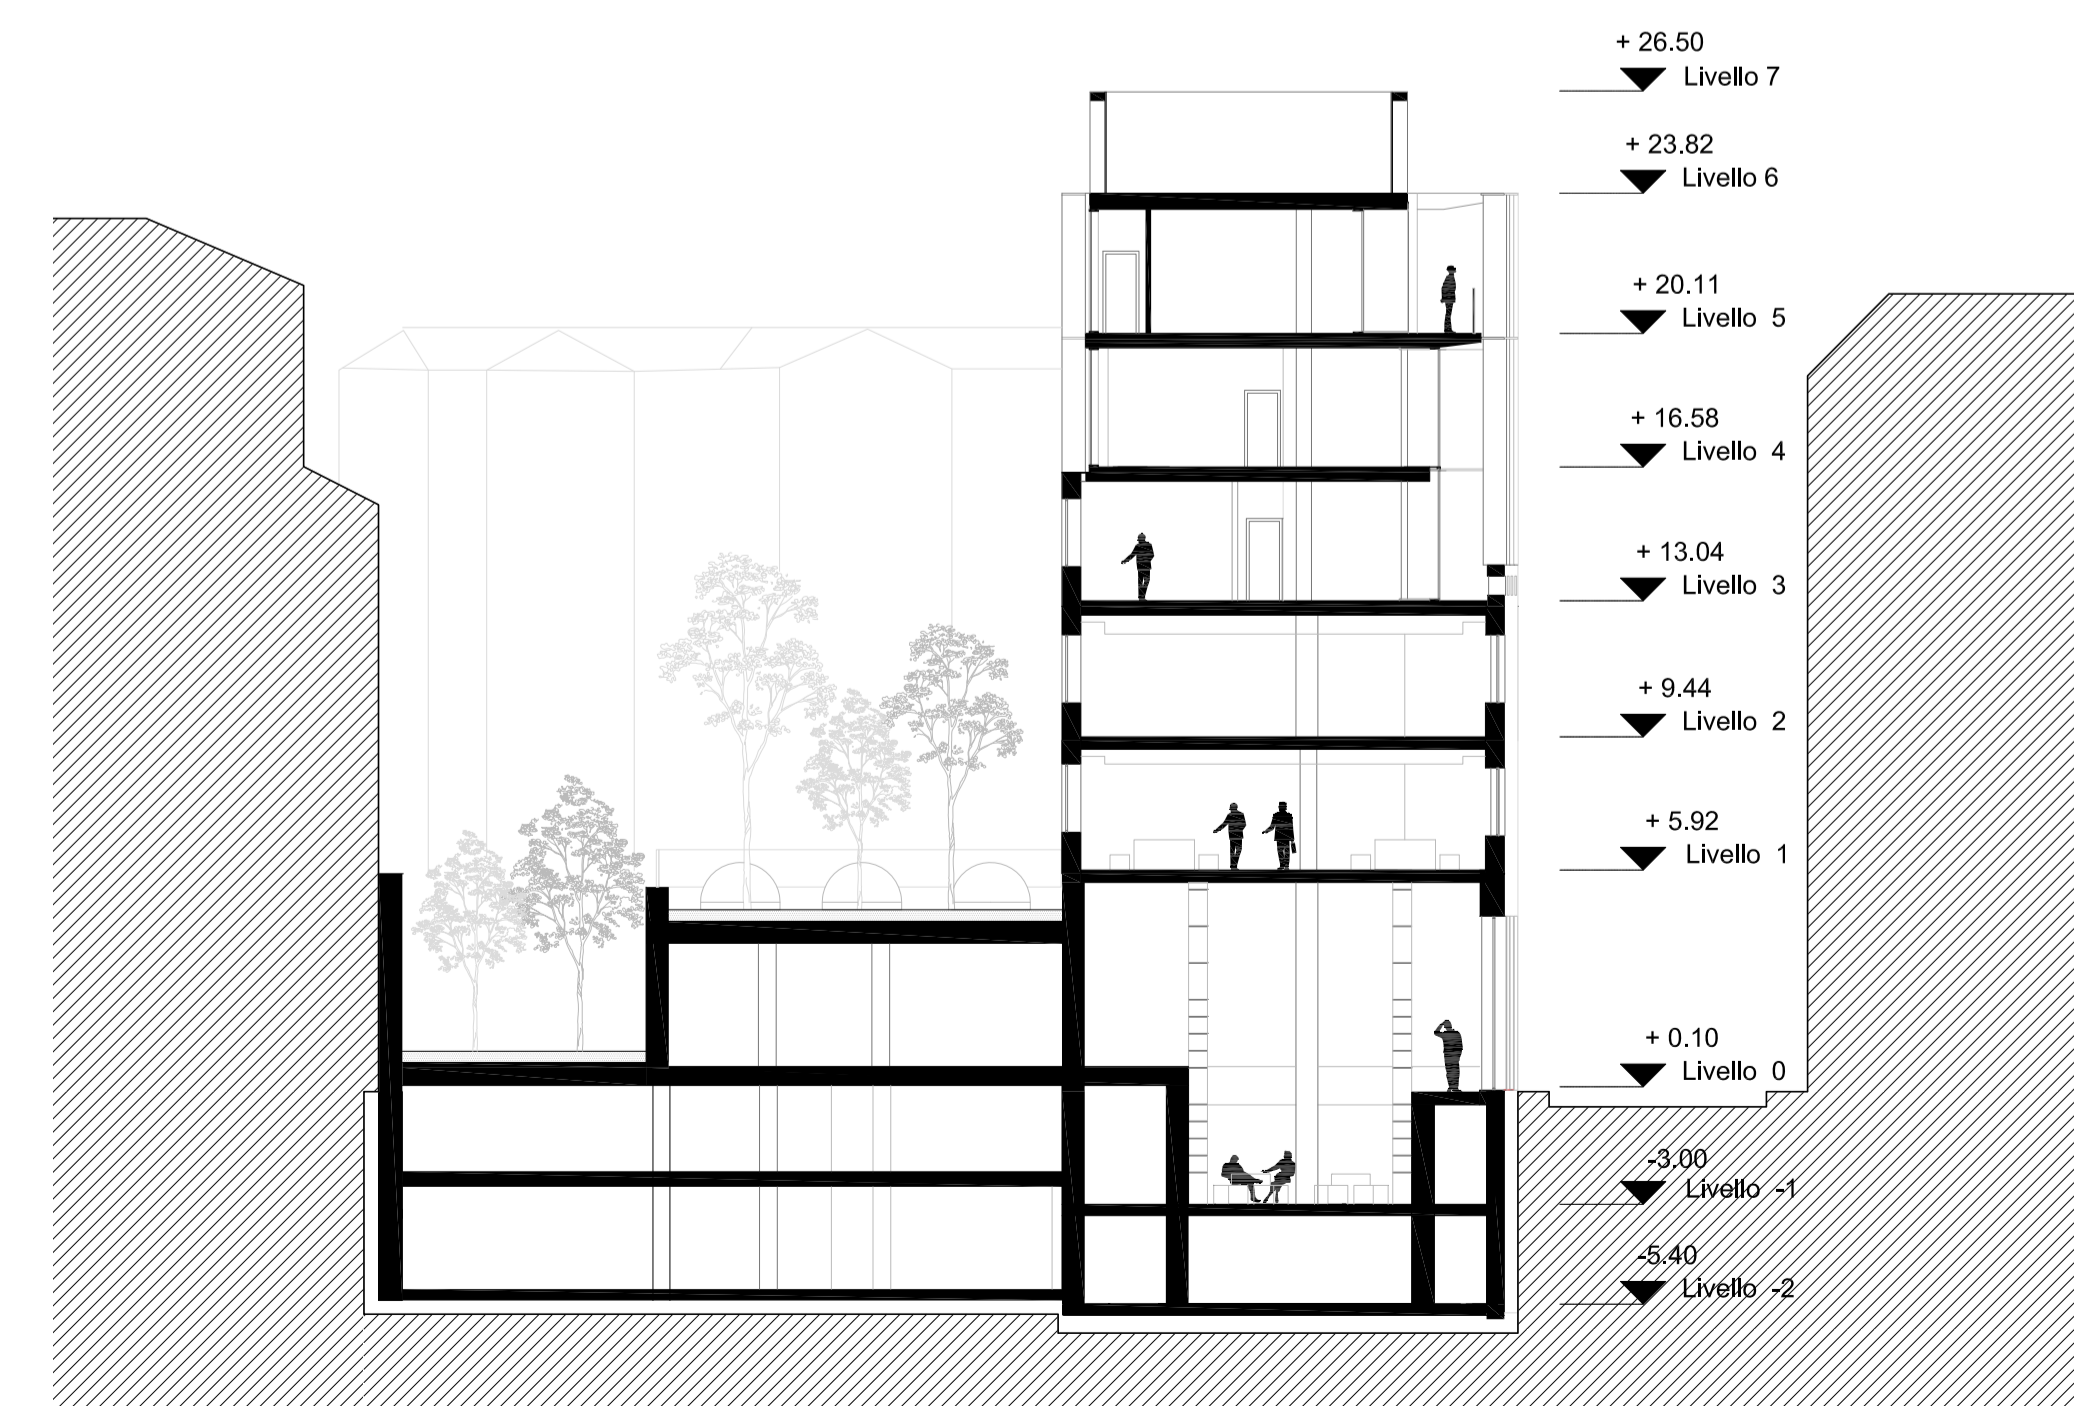 + 26.50
Livello 7
+ 23.82
Livello 6
+ 20.11
Livello 5
+ 16.58
Livello 4
+ 13.04
Livello 3
+ 9.44
Livello 2
+ 5.92
Livello 1
+ 0.10
Livello 0
-3.00
Livello -1
-5.40
Livello -2